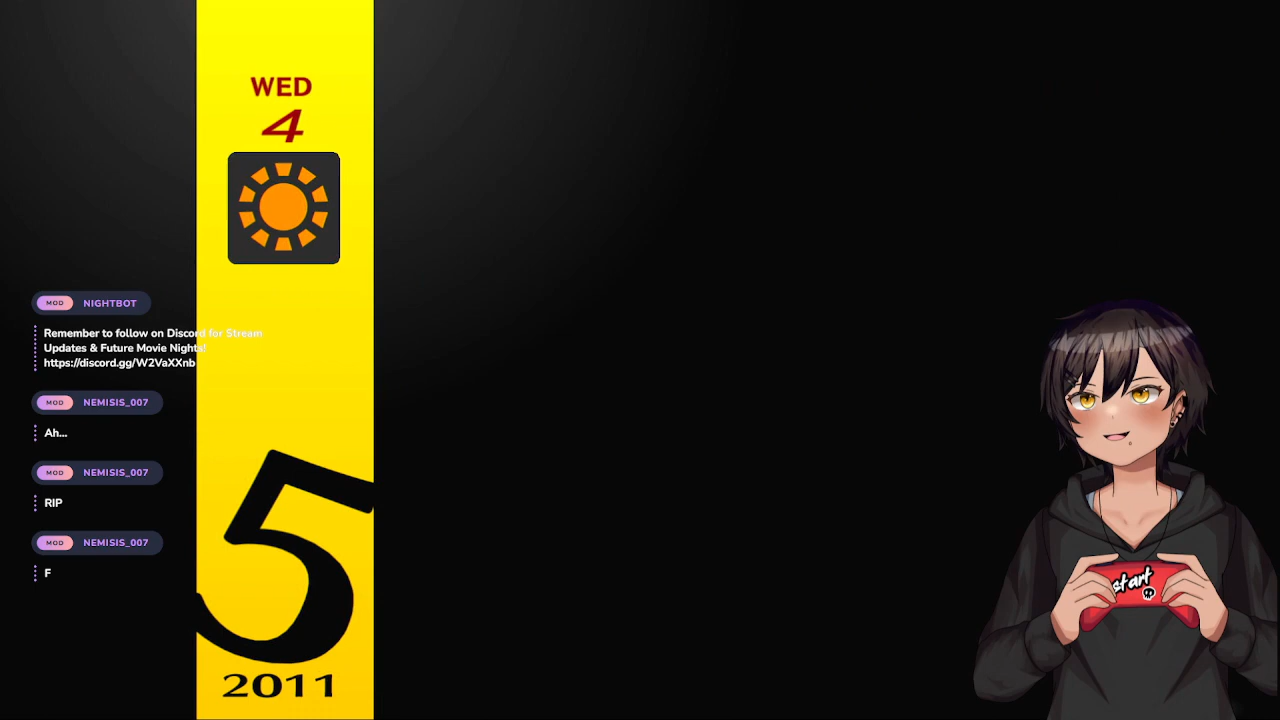 WED
4
MOD NIGHTBOT
Remember to follow on Discord for Stream
Updates & Future Movie Nights!
https://discord.gg/W2VaXXnb
MOD NEMISIS_007
Ah...
MOD NEMISIS_007
RIP
MOD NEMISIS_007
F
5
2011
start